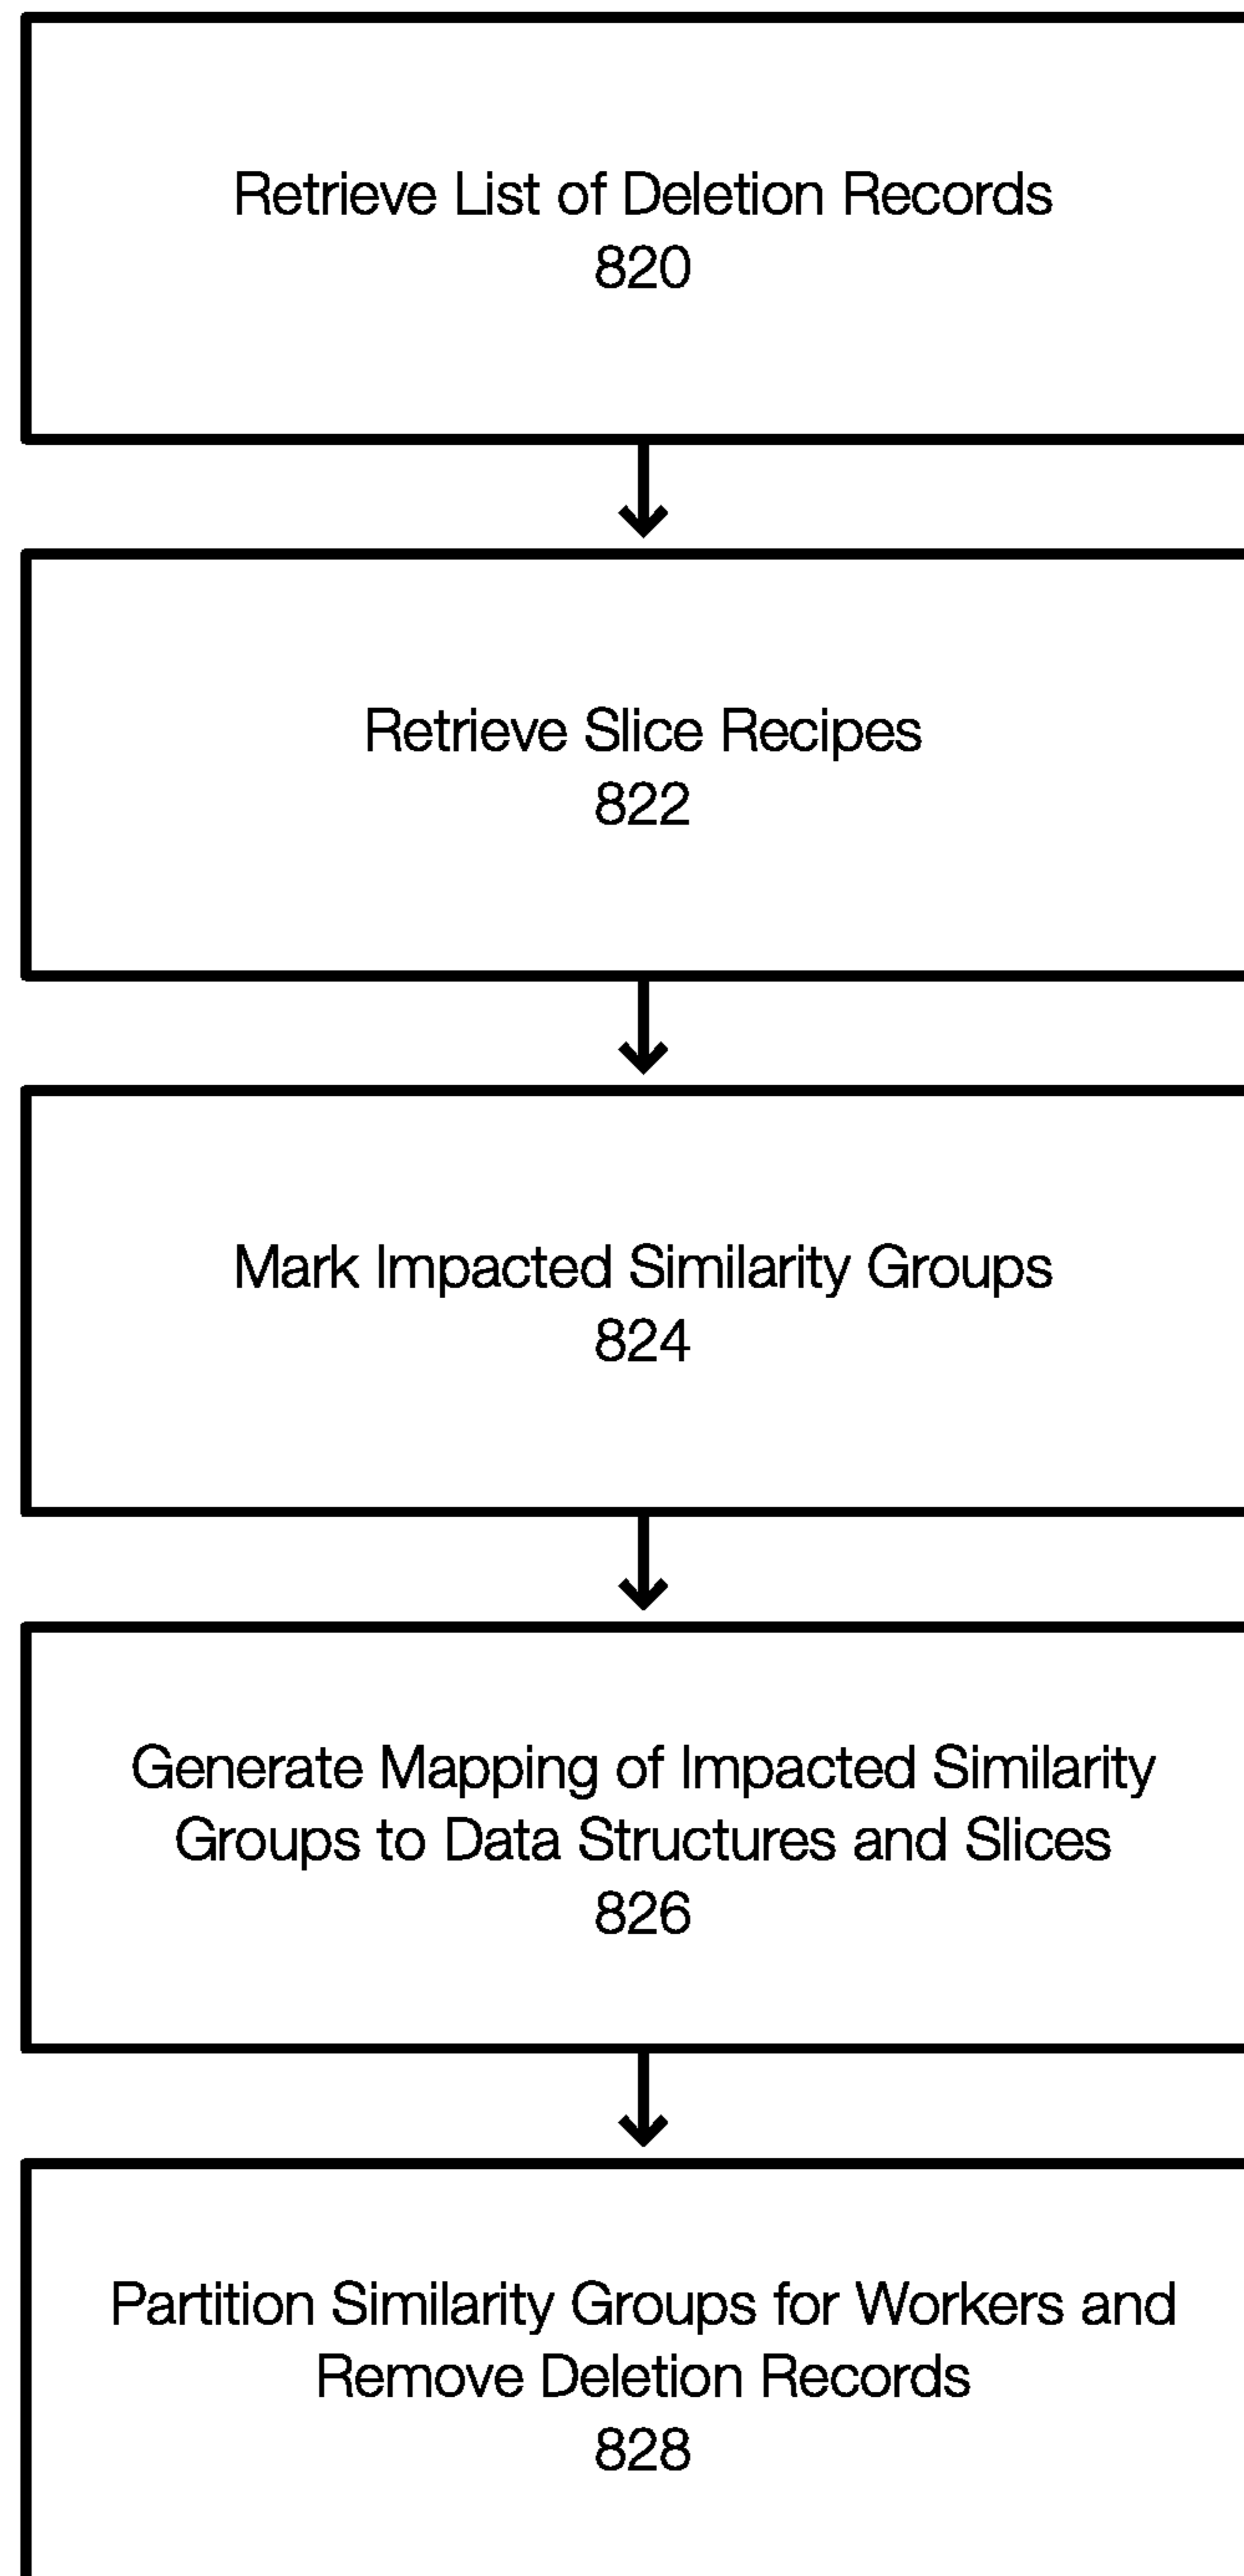 Retrieve List of Deletion Records
820
Retrieve Slice Recipes
822
Mark Impacted Similarity Groups
824
Generate Mapping of Impacted Similarity
Groups to Data Structures and Slices
826
Partition Similarity Groups for Workers and
Remove Deletion Records
828